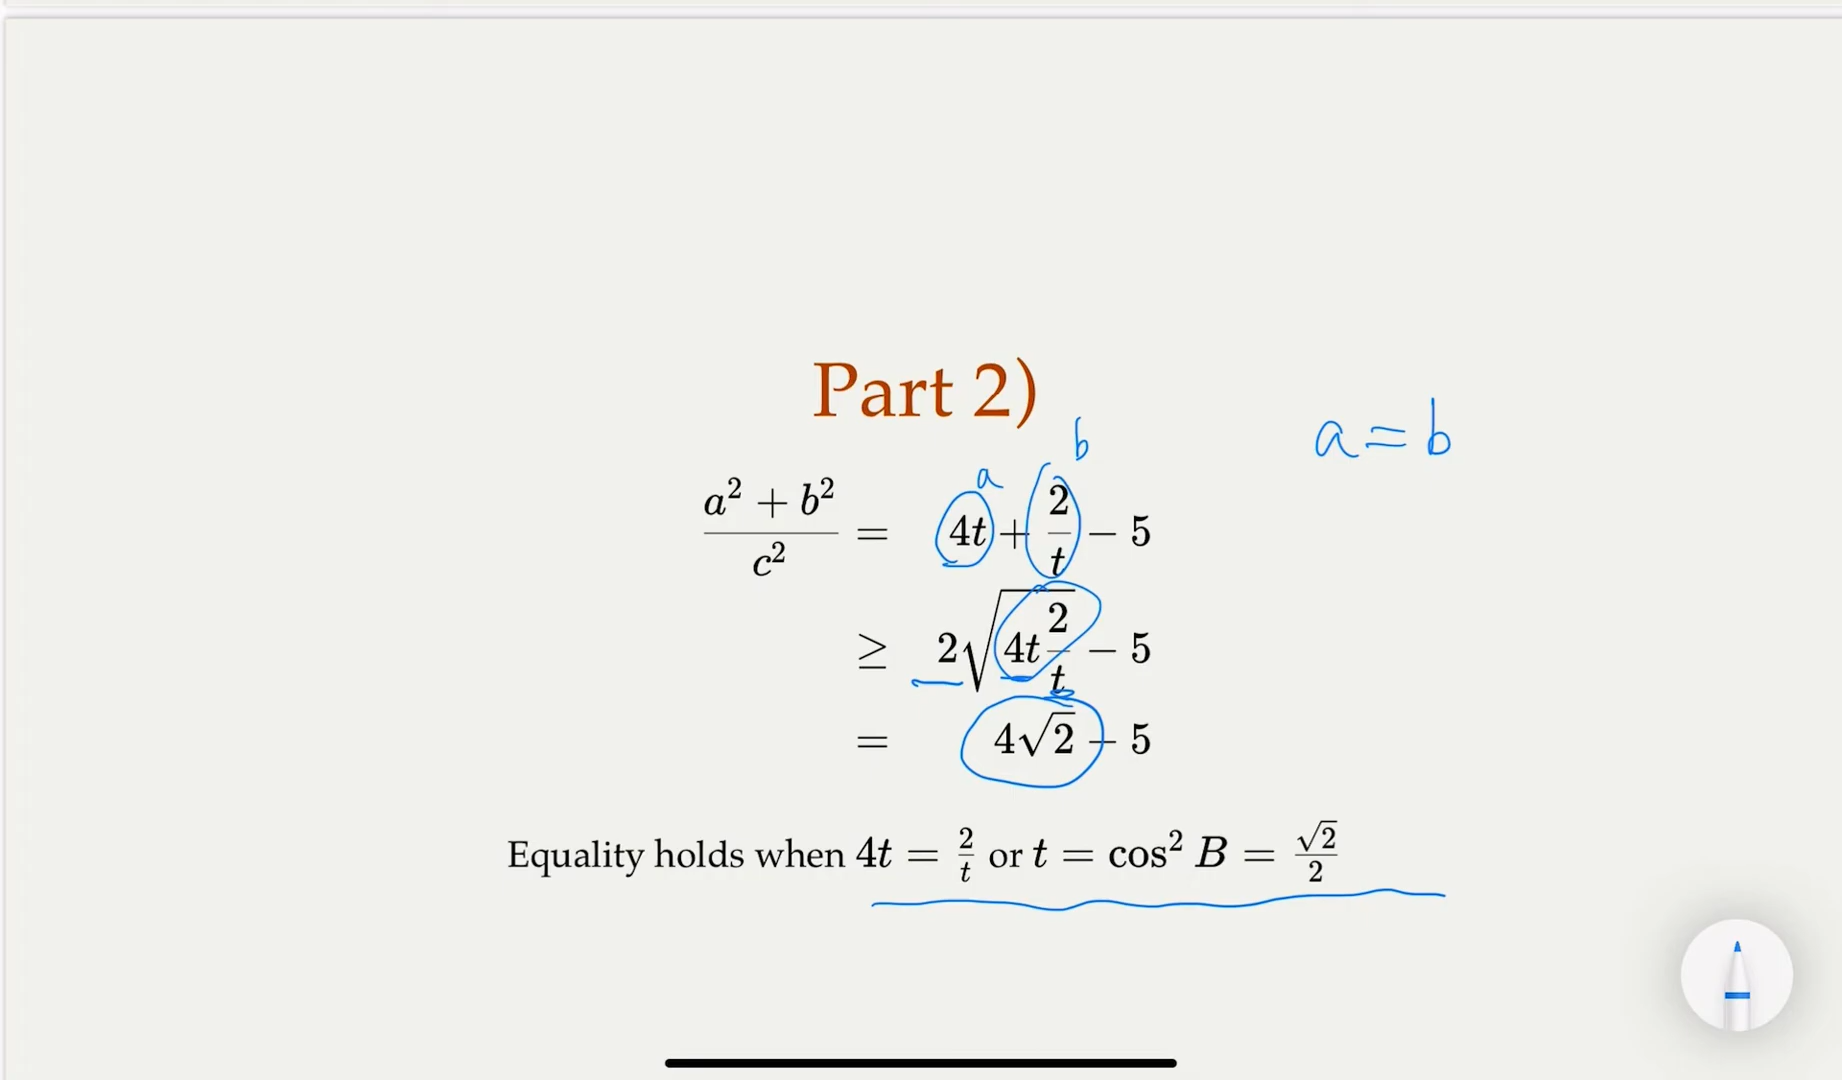 Part 2)
b
a = b
a
a² + b² / c² = 4t + 2/t − 5
≥ 2√(4t 2/t) − 5
= 4√2 − 5
Equality holds when 4t = 2/t or t = cos² B = √2/2